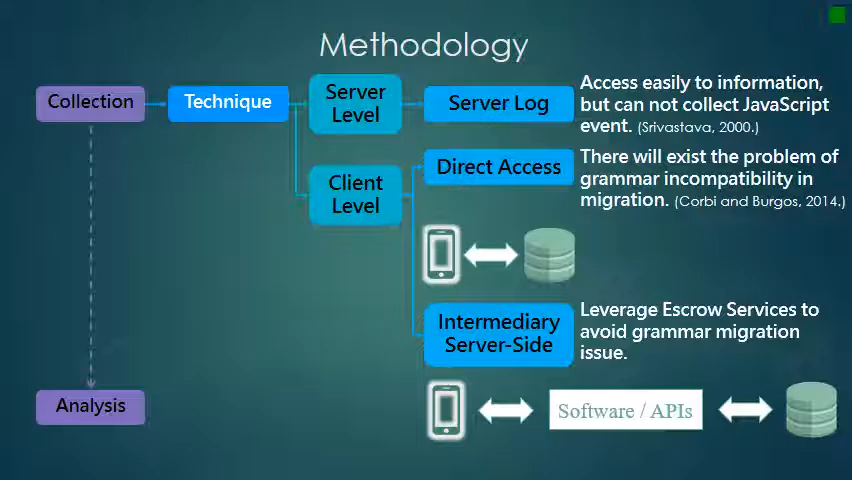 Methodology
Collection
Technique
Server
Level
Server Log
Access easily to information,
but can not collect JavaScript
event. (Srivastava, 2000.)
Client
Level
Direct Access
There will exist the problem of
grammar incompatibility in
migration. (Corbi and Burgos, 2014.)
Intermediary
Server-Side
Leverage Escrow Services to
avoid grammar migration
issue.
Analysis
Software / APIs